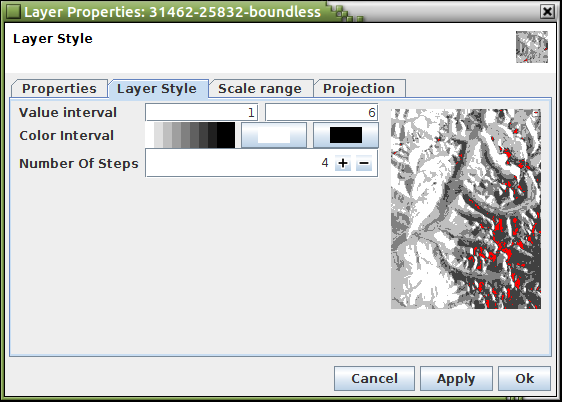 Layer Properties: 31462-25832-boundless
Layer Style
Properties Layer Style Scale range Projection
Value interval 1 6
Color Interval
Number Of Steps 4 + −
Cancel Apply Ok